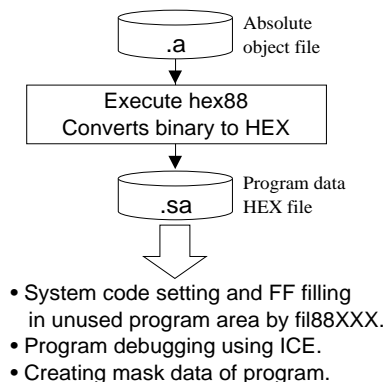 .a
Absolute
object file
Execute hex88
Converts binary to HEX
.sa
Program data
HEX file
• System code setting and FF filling
in unused program area by fil88XXX.
• Program debugging using ICE.
• Creating mask data of program.